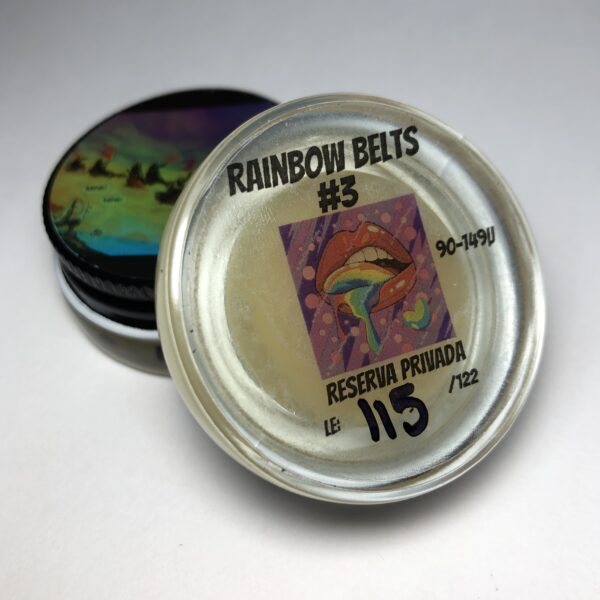 RAINBOW BELTS
#3
90-149U
RESERVA PRIVADA
LE: 115 /122